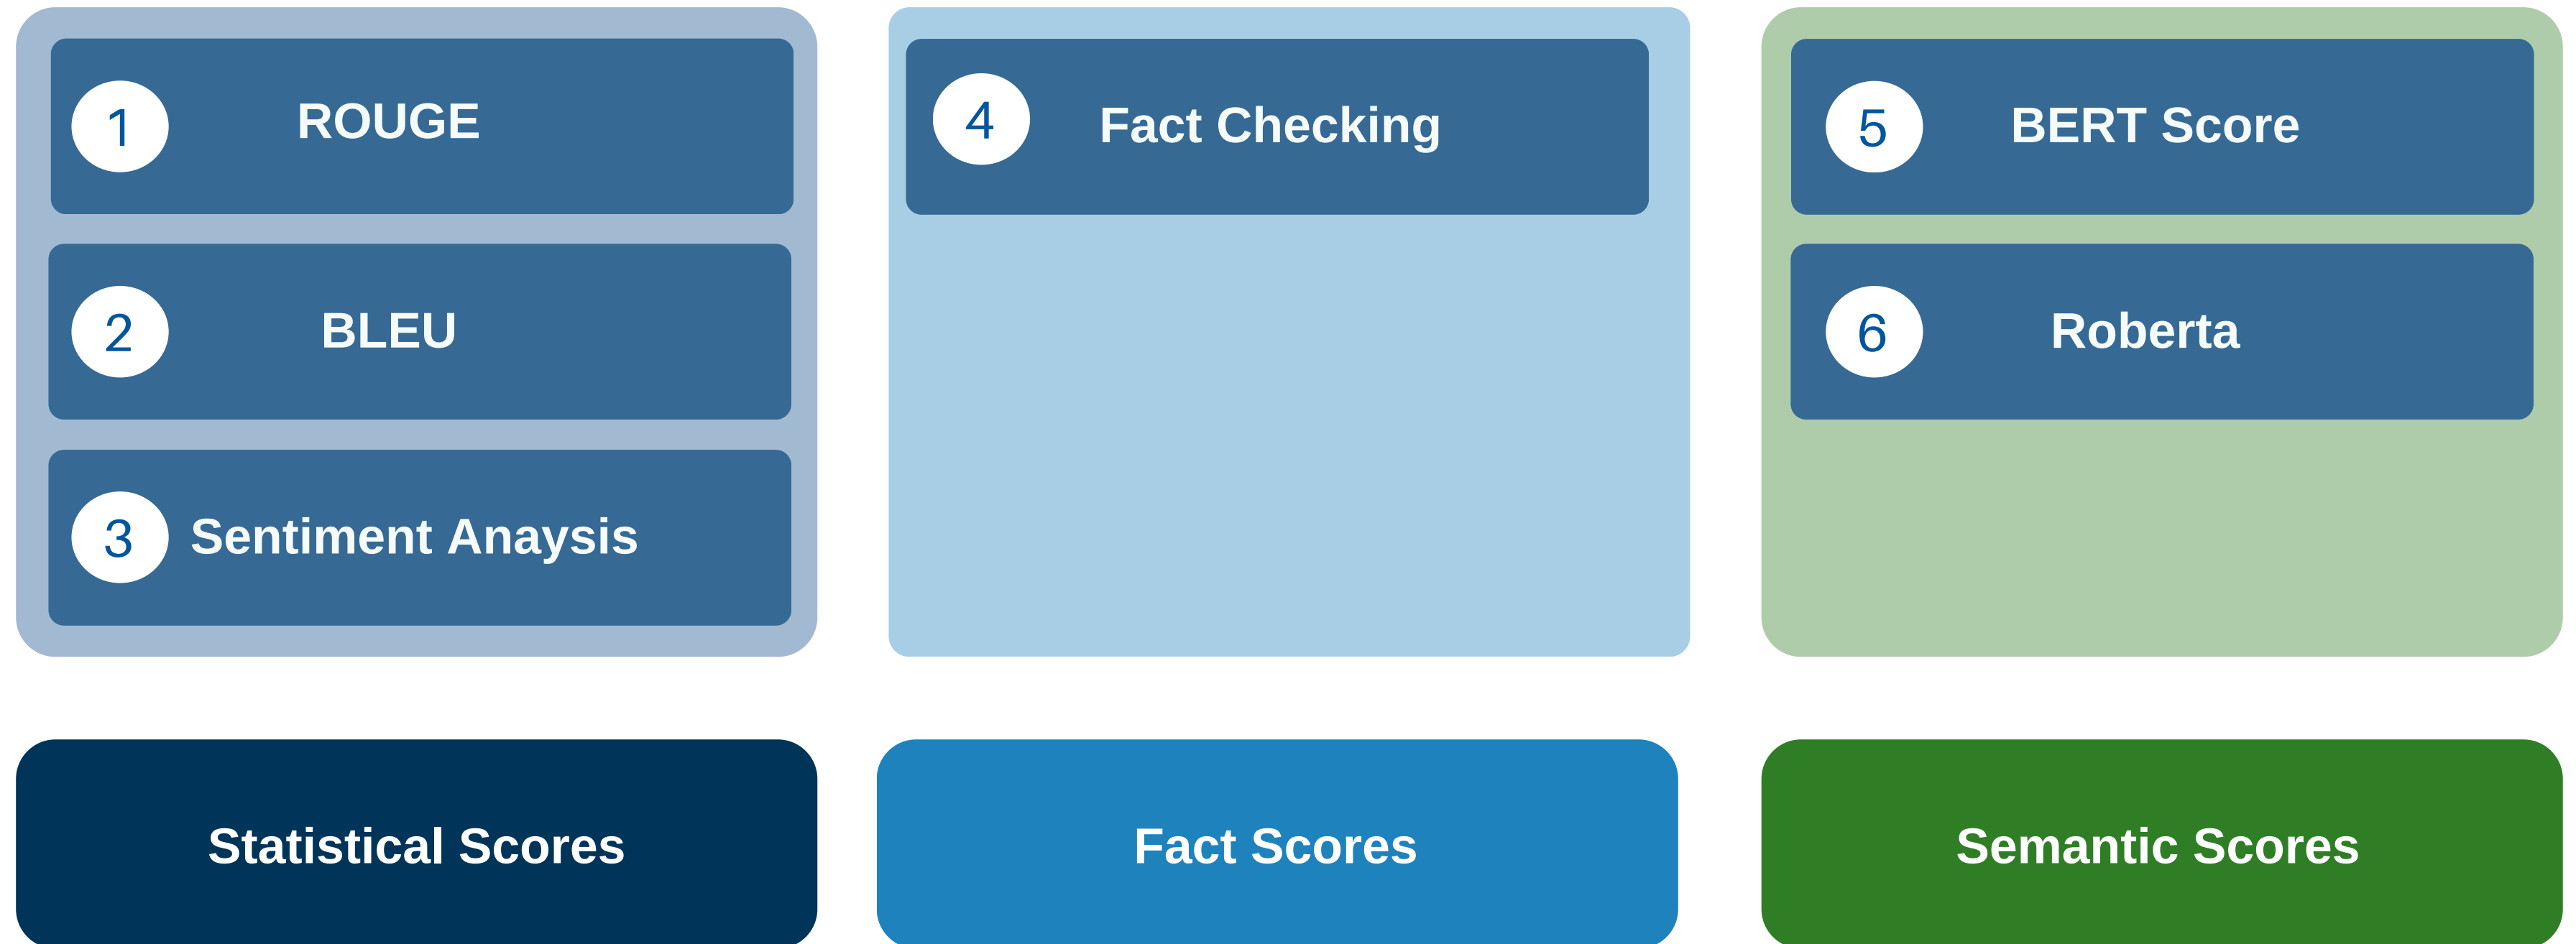 1 ROUGE
2 BLEU
3 Sentiment Anaysis
4 Fact Checking
5 BERT Score
6 Roberta
Statistical Scores
Fact Scores
Semantic Scores